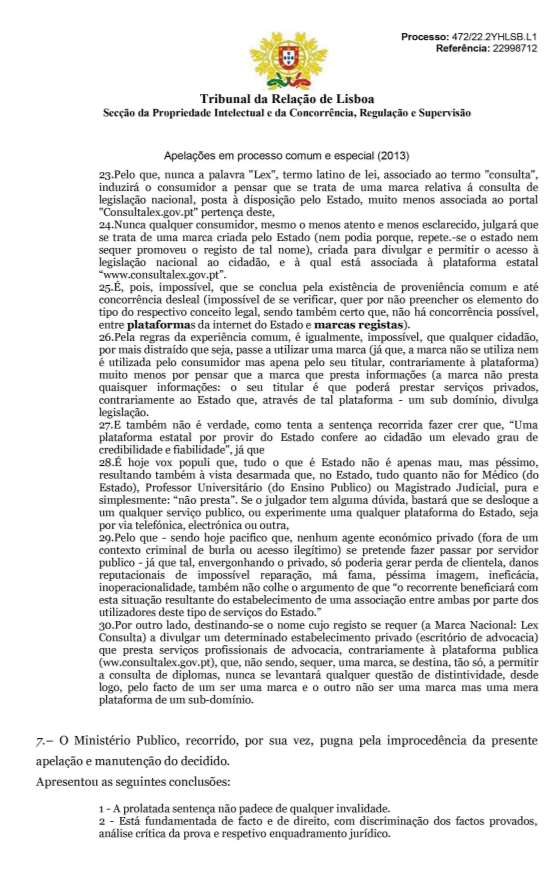 Processo: 472/22.2YHLSB.L1
Referência: 22998712
Tribunal da Relação de Lisboa
Secção da Propriedade Intelectual e da Concorrência, Regulação e Supervisão
Apelações em processo comum e especial (2013)
23.Pelo que, nunca a palavra "Lex", termo latino de lei, associado ao termo "consulta",
induzirá o consumidor a pensar que se trata de uma marca relativa á consulta de
legislação nacional, posta à disposição pelo Estado, muito menos associada ao portal
"Consultalex.gov.pt" pertença deste,
24.Nunca qualquer consumidor, mesmo o menos atento e menos esclarecido, julgará que
se trata de uma marca criada pelo Estado (nem podia porque, repete.-se o estado nem
sequer promoveu o registo de tal nome), criada para divulgar e permitir o acesso à
legislação nacional ao cidadão, e à qual está associada à plataforma estatal
“www.consultalex.gov.pt”.
25.É, pois, impossível, que se conclua pela existência de proveniência comum e até
concorrência desleal (impossível de se verificar, quer por não preencher os elemento do
tipo do respectivo conceito legal, sendo também certo que, não há concorrência possível,
entre plataformas da internet do Estado e marcas registas).
26.Pela regras da experiência comum, é igualmente, impossível, que qualquer cidadão,
por mais distraído que seja, passe a utilizar uma marca (já que, a marca não se utiliza nem
é utilizada pelo consumidor mas apena pelo seu titular, contrariamente à plataforma)
muito menos por pensar que a marca que presta informações (a marca não presta
quaisquer informações: o seu titular é que poderá prestar serviços privados,
contrariamente ao Estado que, através de tal plataforma - um sub domínio, divulga
legislação.
27.E também não é verdade, como tenta a sentença recorrida fazer crer que, “Uma
plataforma estatal por provir do Estado confere ao cidadão um elevado grau de
credibilidade e fiabilidade”, já que
28.É hoje vox populi que, tudo o que é Estado não é apenas mau, mas péssimo,
resultando também à vista desarmada que, no Estado, tudo quanto não for Médico (do
Estado), Professor Universitário (do Ensino Publico) ou Magistrado Judicial, pura e
simplesmente: “não presta”. Se o julgador tem alguma dúvida, bastará que se desloque a
um qualquer serviço publico, ou experimente uma qualquer plataforma do Estado, seja
por via telefónica, electrónica ou outra,
29.Pelo que - sendo hoje pacifico que, nenhum agente económico privado (fora de um
contexto criminal de burla ou acesso ilegítimo) se pretende fazer passar por servidor
publico - já que tal, envergonhando o privado, só poderia gerar perda de clientela, danos
reputacionais de impossível reparação, má fama, péssima imagem, ineficácia,
inoperacionalidade, também não colhe o argumento de que “o recorrente beneficiará com
esta situação resultante do estabelecimento de uma associação entre ambas por parte dos
utilizadores deste tipo de serviços do Estado.”
30.Por outro lado, destinando-se o nome cujo registo se requer (a Marca Nacional: Lex
Consulta) a divulgar um determinado estabelecimento privado (escritório de advocacia)
que presta serviços profissionais de advocacia, contrariamente à plataforma publica
(ww.consultalex.gov.pt), que, não sendo, sequer, uma marca, se destina, tão só, a permitir
a consulta de diplomas, nunca se levantará qualquer questão de distintividade, desde
logo, pelo facto de um ser uma marca e o outro não ser uma marca mas uma mera
plataforma de um sub-domínio.
7.– O Ministério Publico, recorrido, por sua vez, pugna pela improcedência da presente
apelação e manutenção do decidido.
Apresentou as seguintes conclusões:
1 - A prolatada sentença não padece de qualquer invalidade.
2 - Está fundamentada de facto e de direito, com discriminação dos factos provados,
análise crítica da prova e respetivo enquadramento jurídico.